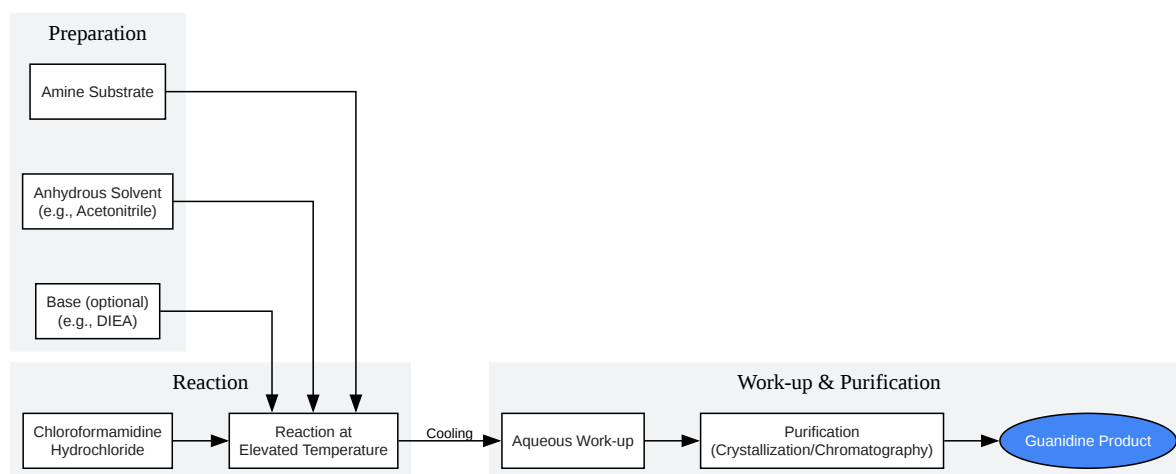 Preparation
Amine Substrate
Anhydrous Solvent
(e.g., Acetonitrile)
Base (optional)
(e.g., DIEA)
Reaction
Chloroformamidine
Hydrochloride
Reaction at
Elevated Temperature
Cooling
Work-up & Purification
Aqueous Work-up
Purification
(Crystallization/Chromatography)
Guanidine Product